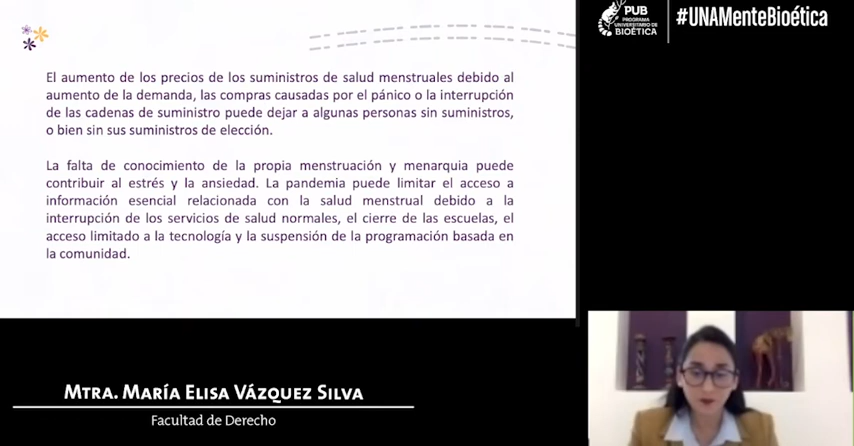 PUB
PROGRAMA
UNIVERSITARIO DE
BIOÉTICA
#UNAMenteBioética
El aumento de los precios de los suministros de salud menstruales debido al
aumento de la demanda, las compras causadas por el pánico o la interrupción
de las cadenas de suministro puede dejar a algunas personas sin suministros,
o bien sin sus suministros de elección.
La falta de conocimiento de la propia menstruación y menarquia puede
contribuir al estrés y la ansiedad. La pandemia puede limitar el acceso a
información esencial relacionada con la salud menstrual debido a la
interrupción de los servicios de salud normales, el cierre de las escuelas, el
acceso limitado a la tecnología y la suspensión de la programación basada en
la comunidad.
MTRA. MARÍA ELISA VÁZQUEZ SILVA
Facultad de Derecho